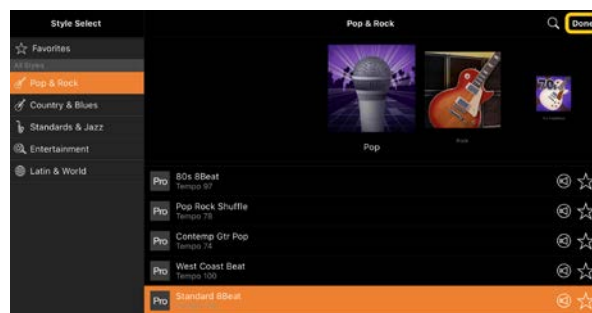 Style Select
Pop & Rock
Done
Favorites
All Styles
Pop & Rock
Country & Blues
Standards & Jazz
Entertainment
Latin & World
70s
Pop
Rock
Pro
80s 8Beat
Tempo 97
Pro
Pop Rock Shuffle
Tempo 78
Pro
Contemp Gtr Pop
Tempo 74
Pro
West Coast Beat
Tempo 100
Pro
Standard 8Beat